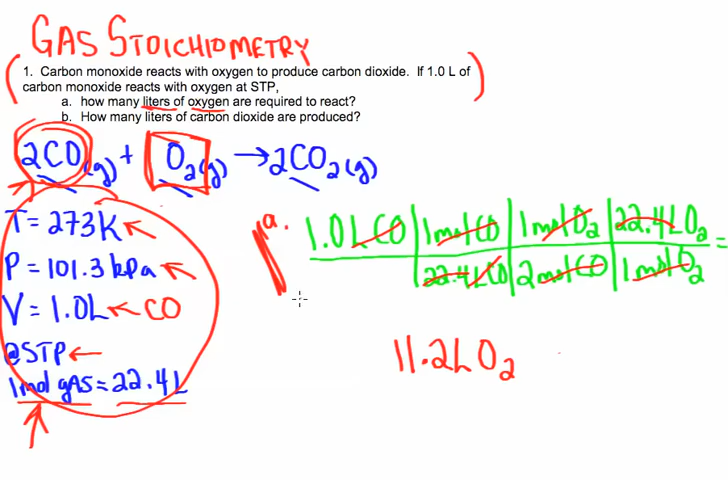 GAS STOICHIOMETRY
1. Carbon monoxide reacts with oxygen to produce carbon dioxide. If 1.0 L of
carbon monoxide reacts with oxygen at STP,
a. how many liters of oxygen are required to react?
b. How many liters of carbon dioxide are produced?
2CO(g) + O₂(g) → 2CO₂(g)
a. 1.0L CO | 1mol CO | 1mol O₂ | 22.4L O₂ =
22.4L CO | 2mol CO | 1mol O₂
T = 273K ←
P = 101.3 kPa ←
V = 1.0L ← CO
@STP ←
1mol gAS = 22.4L
11.2L O₂